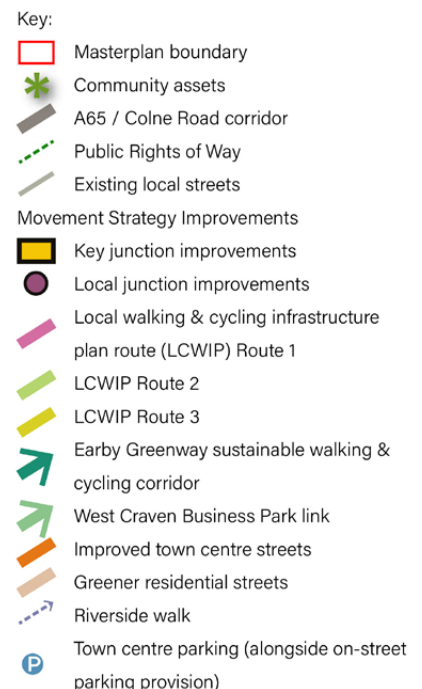 Key:
Masterplan boundary
Community assets
A65 / Colne Road corridor
Public Rights of Way
Existing local streets
Movement Strategy Improvements
Key junction improvements
Local junction improvements
Local walking & cycling infrastructure
plan route (LCWIP) Route 1
LCWIP Route 2
LCWIP Route 3
Earby Greenway sustainable walking &
cycling corridor
West Craven Business Park link
Improved town centre streets
Greener residential streets
Riverside walk
P Town centre parking (alongside on-street
parking provision)